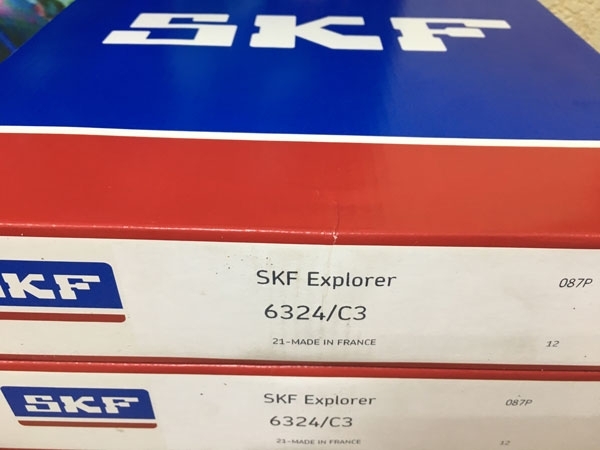 SKF
SKF
SKF Explorer
087P
6324/C3
21-MADE IN FRANCE
12
SKF
SKF Explorer
087P
6324/C3
21-MADE IN FRANCE
12